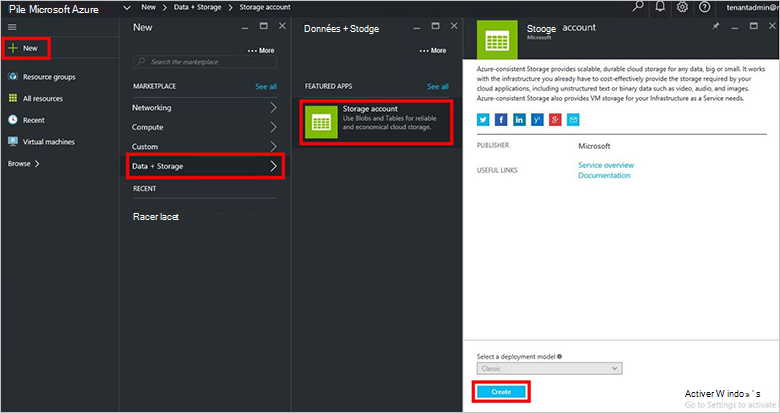 Pile Microsoft Azure
New > Data + Storage > Storage account
tenantadmin@
New
Resource groups
All resources
Recent
Virtual machines
Browse >
New
••• More
Search the marketplace
MARKETPLACE See all
Networking
Compute
Custom
Data + Storage
RECENT
Racer lacet
Données + Stodge
••• More
FEATURED APPS See all
Storage account
Use Blobs and Tables for reliable
and economical cloud storage.
Stooge account
Microsoft
Azure-consistent Storage provides scalable, durable cloud storage for any data, big or small. It works
with the infrastructure you already have to cost-effectively provide the storage required by your
cloud applications, including unstructured text or binary data such as video, audio, and images.
Azure-consistent Storage also provides VM storage for your Infrastructure as a Service needs.
PUBLISHER Microsoft
USEFUL LINKS Service overview
Documentation
Select a deployment model
Classic
Create
Activer
Go to Settings to activate